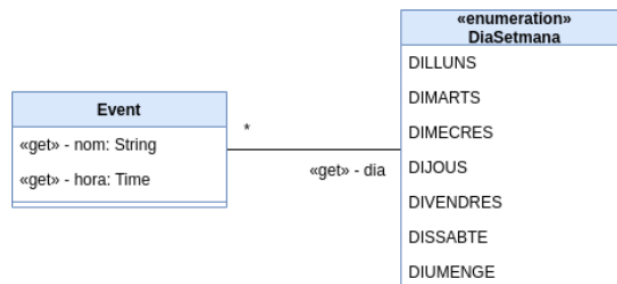 Event
«get» - nom: String
«get» - hora: Time
*
«get» - dia
«enumeration»
DiaSetmana
DILLUNS
DIMARTS
DIMECRES
DIJOUS
DIVENDRES
DISSABTE
DIUMENGE